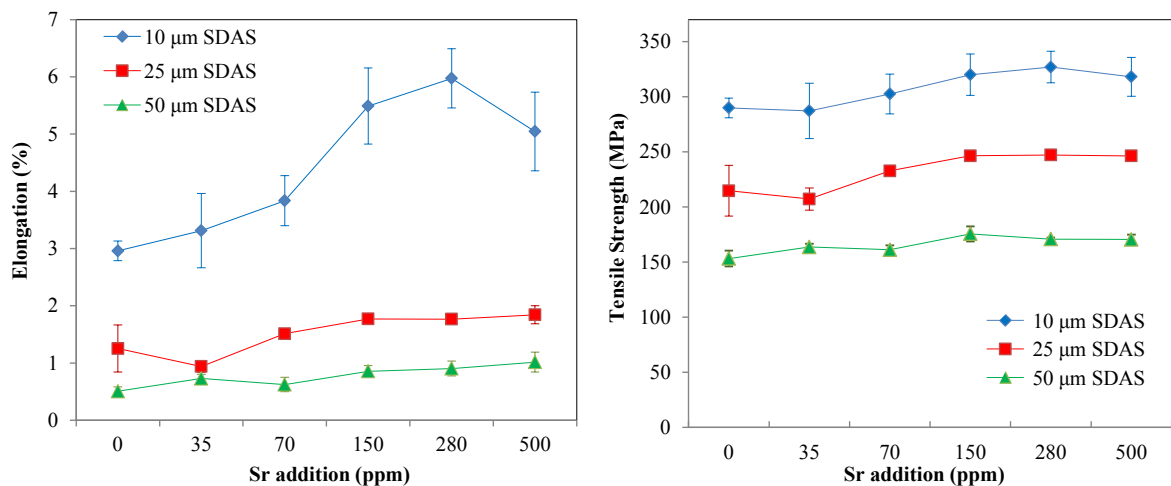 7
6
5
4
3
2
1
0
Elongation (%)
10 μm SDAS
25 μm SDAS
50 μm SDAS
0 35 70 150 280 500
Sr addition (ppm)
350
300
250
200
150
100
50
0
Tensile Strength (MPa)
10 μm SDAS
25 μm SDAS
50 μm SDAS
0 35 70 150 280 500
Sr addition (ppm)